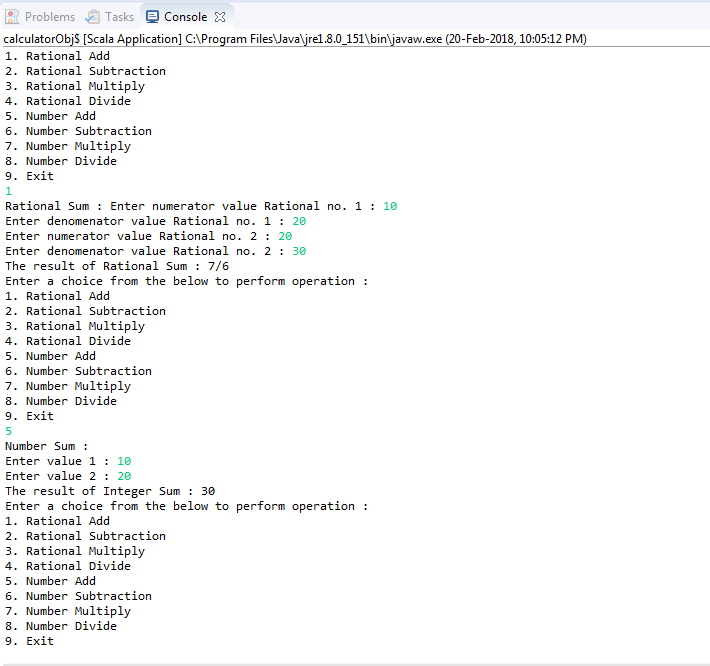 Problems Tasks Console
calculatorObj$ [Scala Application] C:\Program Files\Java\jre1.8.0_151\bin\javaw.exe (20-Feb-2018, 10:05:12 PM)
1. Rational Add
2. Rational Subtraction
3. Rational Multiply
4. Rational Divide
5. Number Add
6. Number Subtraction
7. Number Multiply
8. Number Divide
9. Exit
1
Rational Sum : Enter numerator value Rational no. 1 : 10
Enter denomenator value Rational no. 1 : 20
Enter numerator value Rational no. 2 : 20
Enter denomenator value Rational no. 2 : 30
The result of Rational Sum : 7/6
Enter a choice from the below to perform operation :
1. Rational Add
2. Rational Subtraction
3. Rational Multiply
4. Rational Divide
5. Number Add
6. Number Subtraction
7. Number Multiply
8. Number Divide
9. Exit
5
Number Sum :
Enter value 1 : 10
Enter value 2 : 20
The result of Integer Sum : 30
Enter a choice from the below to perform operation :
1. Rational Add
2. Rational Subtraction
3. Rational Multiply
4. Rational Divide
5. Number Add
6. Number Subtraction
7. Number Multiply
8. Number Divide
9. Exit